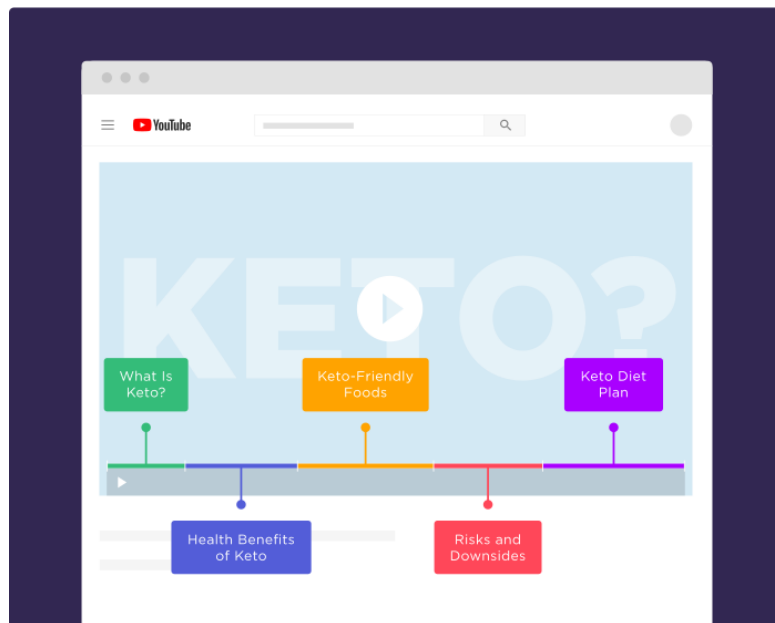 YouTube
KETO?
What Is
Keto?
Keto-Friendly
Foods
Keto Diet
Plan
Health Benefits
of Keto
Risks and
Downsides